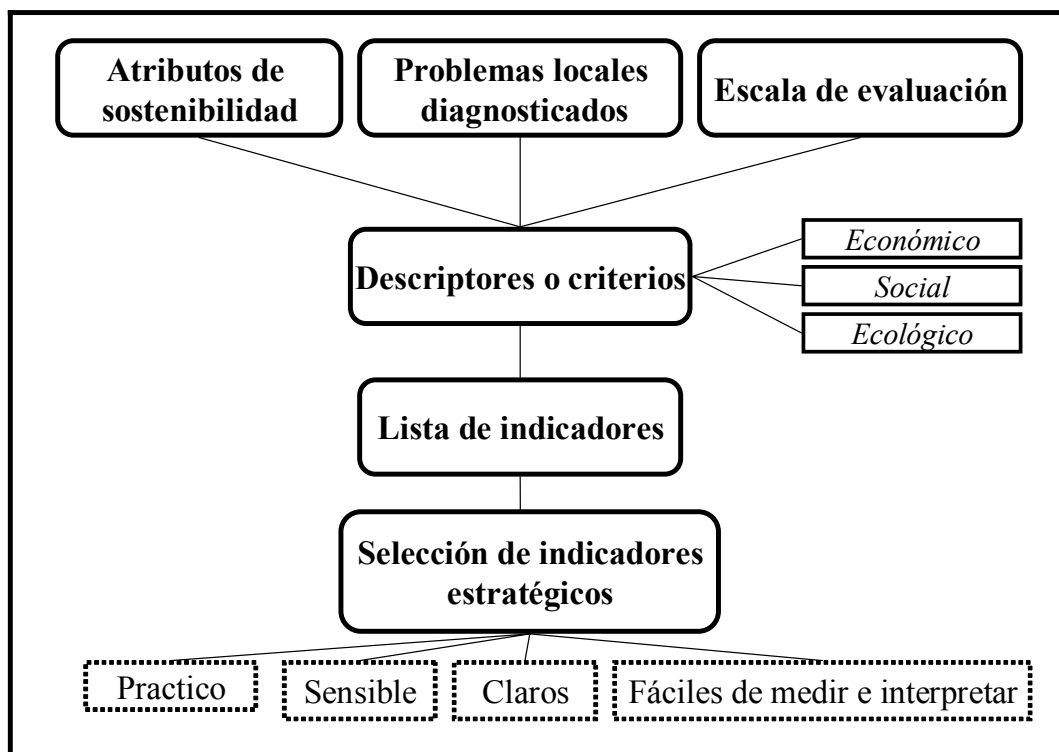 Atributos de
sostenibilidad
Problemas locales
diagnosticados
Escala de evaluación
Descriptores o criterios
Económico
Social
Ecológico
Lista de indicadores
Selección de indicadores
estratégicos
Practico
Sensible
Claros
Fáciles de medir e interpretar